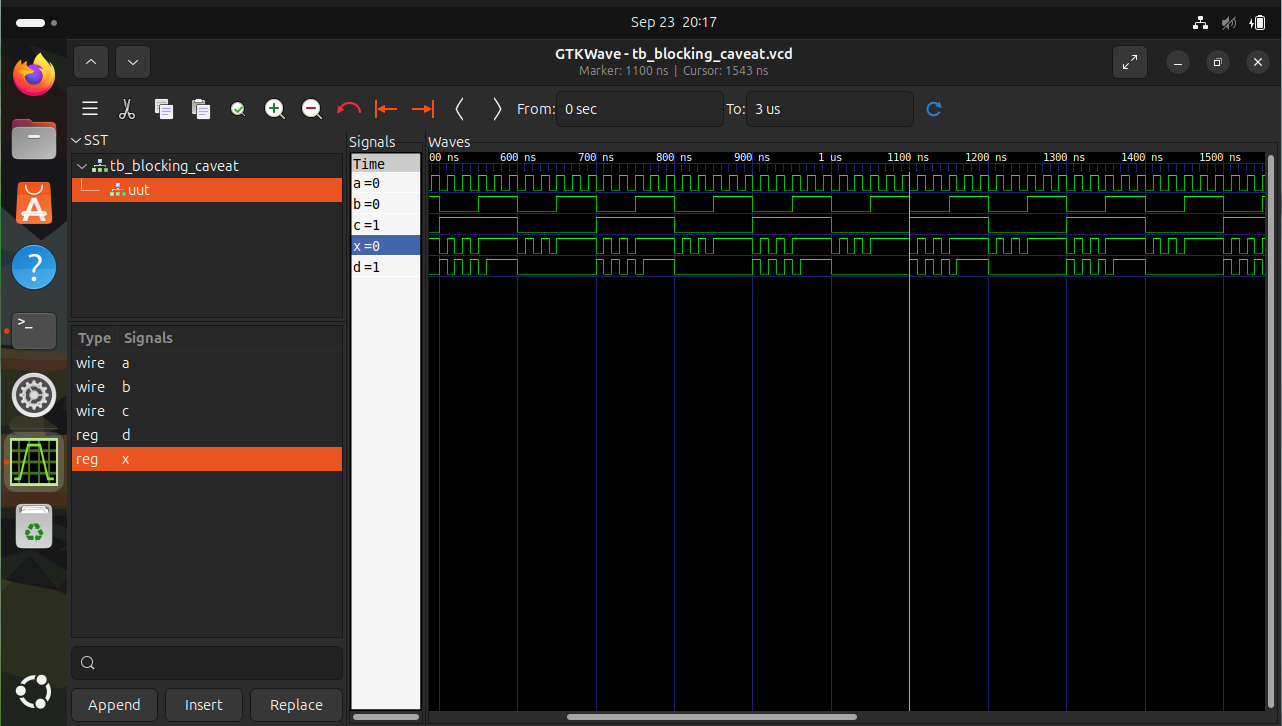 Sep 23 20:17
GTKWave - tb_blocking_caveat.vcd
Marker: 1100 ns | Cursor: 1543 ns
From: 0 sec To: 3 us
SST
tb_blocking_caveat
uut
Type Signals
wire a
wire b
wire c
reg d
reg x
Append Insert Replace
Signals
Time
a=0
b=0
c=1
x=0
d=1
Waves
00 ns 600 ns 700 ns 800 ns 900 ns 1 us 1100 ns 1200 ns 1300 ns 1400 ns 1500 ns